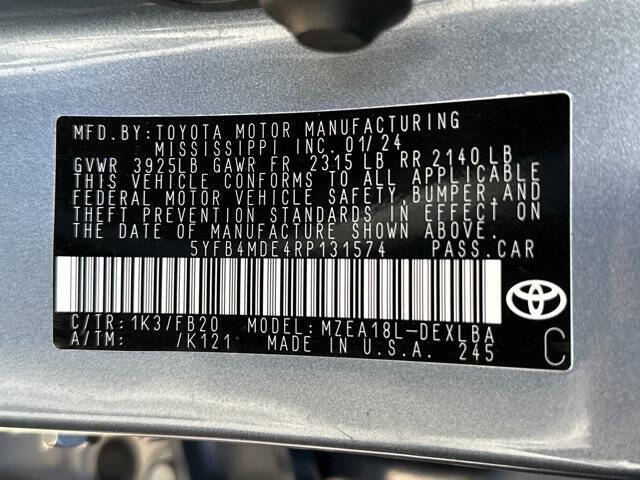 MFD. BY: TOYOTA MOTOR MANUFACTURING
MISSISSIPPI INC. 01/24
GVWR 3925LB GAWR FR. 2315 LB RR 2140 LB
THIS VEHICLE CONFORMS TO ALL APPLICABLE
FEDERAL MOTOR VEHICLE SAFETY, BUMPER, AND
THEFT PREVENTION STANDARDS IN EFFECT ON
THE DATE OF MANUFACTURE SHOWN ABOVE.
5YFB4MDE4RP131574 PASS. CAR
C/TR: 1K3/FB20 MODEL: MZEA18L-DEXLBA
A/TM: /K121 MADE IN U.S.A. 245 C